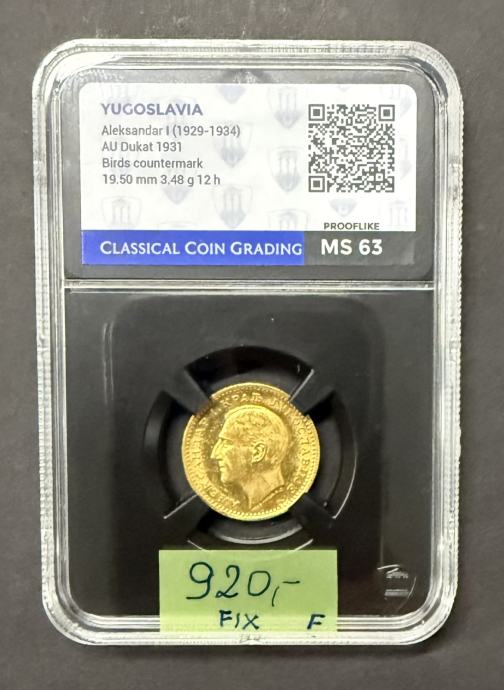 YUGOSLAVIA
Aleksandar I (1929-1934)
AU Dukat 1931
Birds countermark
19.50 mm 3.48 g 12 h
PROOFLIKE
CLASSICAL COIN GRADING MS 63
920,-
FIX F